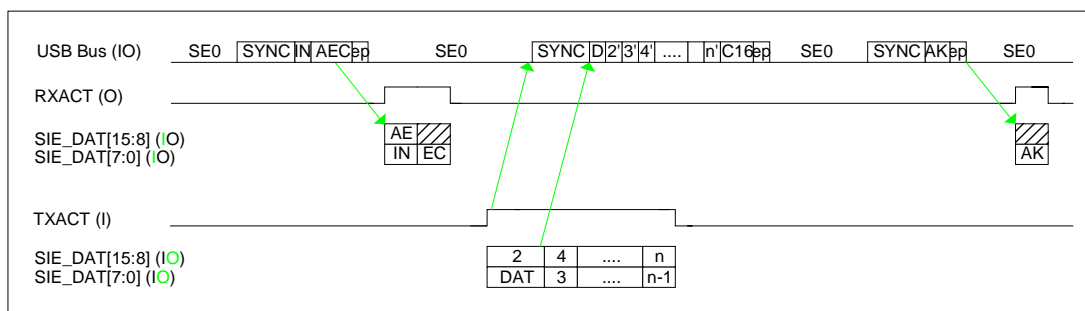 USB Bus (IO) SE0 SYNC IN AEC ep SE0 SYNC D 2' 3' 4' .... n' C16 ep SE0 SYNC AK ep SE0
RXACT (O)
SIE_DAT[15:8] (IO) AE
SIE_DAT[7:0] (IO) IN EC AK
TXACT (I)
SIE_DAT[15:8] (IO) 2 4 .... n
SIE_DAT[7:0] (IO) DAT 3 .... n-1